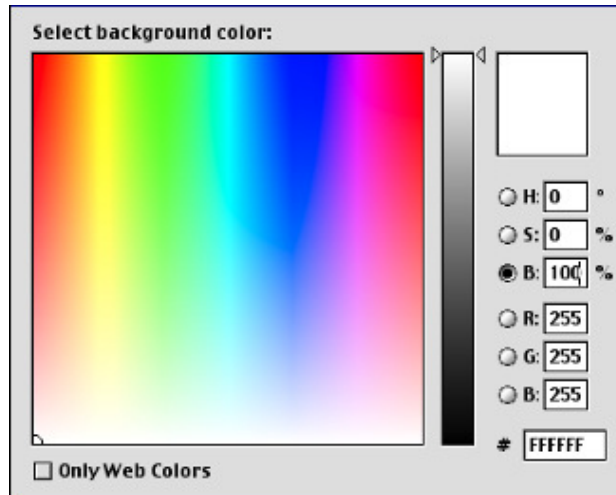 Select background color:
H: 0 °
S: 0 %
B: 100 %
R: 255
G: 255
B: 255
# FFFFFF
Only Web Colors